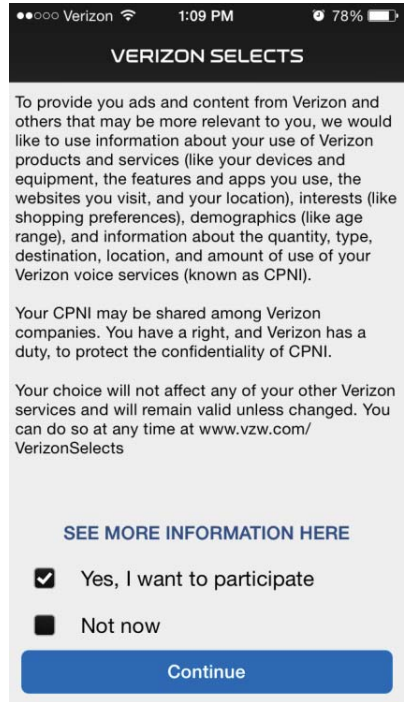 Verizon 1:09 PM 78%
VERIZON SELECTS
To provide you ads and content from Verizon and
others that may be more relevant to you, we would
like to use information about your use of Verizon
products and services (like your devices and
equipment, the features and apps you use, the
websites you visit, and your location), interests (like
shopping preferences), demographics (like age
range), and information about the quantity, type,
destination, location, and amount of use of your
Verizon voice services (known as CPNI).
Your CPNI may be shared among Verizon
companies. You have a right, and Verizon has a
duty, to protect the confidentiality of CPNI.
Your choice will not affect any of your other Verizon
services and will remain valid unless changed. You
can do so at any time at www.vzw.com/
VerizonSelects
SEE MORE INFORMATION HERE
Yes, I want to participate
Not now
Continue